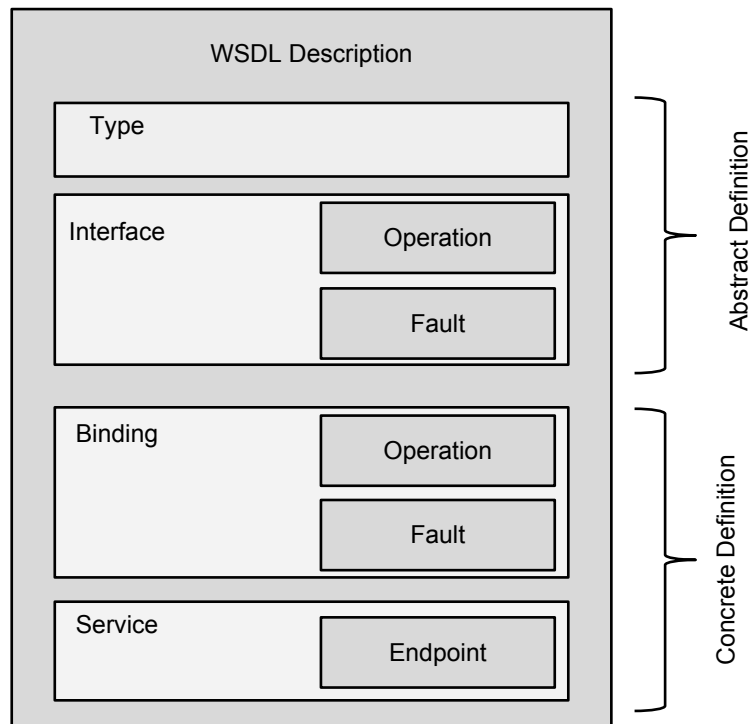 WSDL Description
Type
Interface
Operation
Fault
Abstract Definition
Binding
Operation
Fault
Service
Endpoint
Concrete Definition